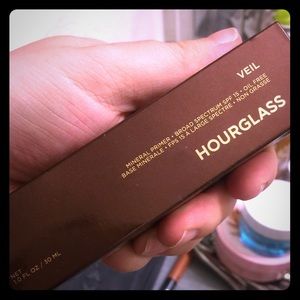 VEIL
MINERAL PRIMER • BROAD SPECTRUM SPF 15 • OIL FREE
BASE MINERALE • FPS 15 A LARGE SPECTRE • NON GRASSE
HOURGLASS
NET
1.0 FL OZ / 30 ML